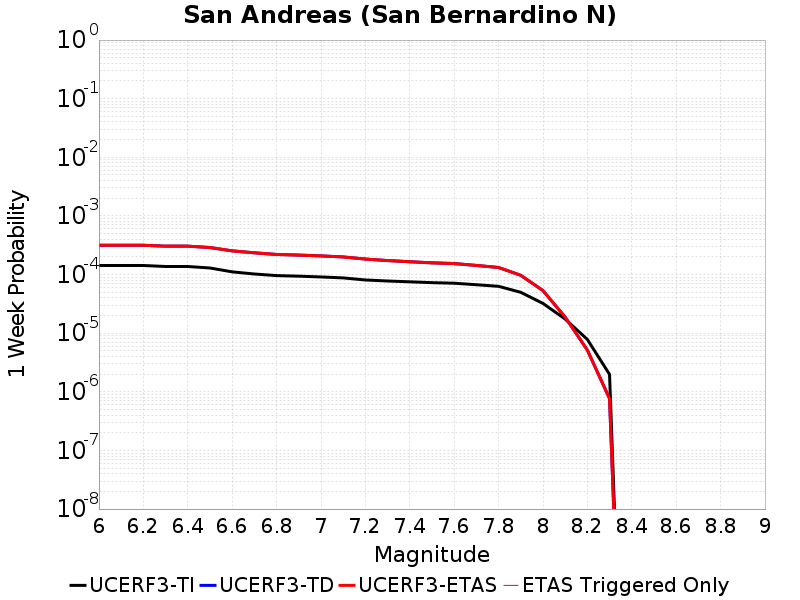 San Andreas (San Bernardino N)
1 Week Probability
10^0
10^-1
10^-2
10^-3
10^-4
10^-5
10^-6
10^-7
10^-8
6 6.2 6.4 6.6 6.8 7 7.2 7.4 7.6 7.8 8 8.2 8.4 8.6 8.8 9
Magnitude
UCERF3-TI UCERF3-TD UCERF3-ETAS ETAS Triggered Only